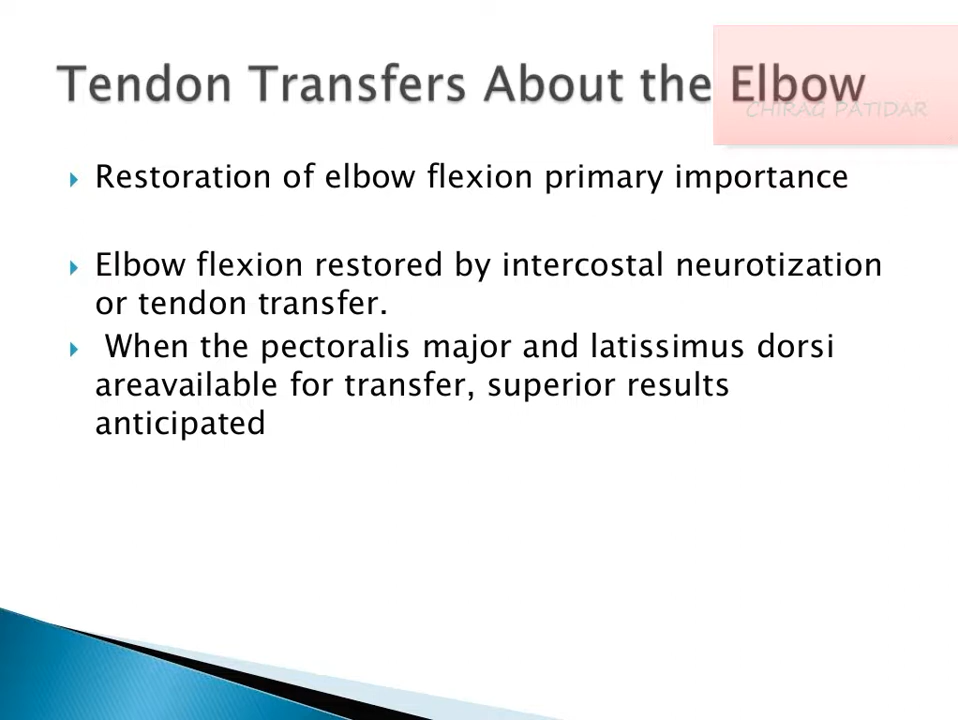 Tendon Transfers About the Elbow
CHIRAG PATIDAR
Restoration of elbow flexion primary importance
Elbow flexion restored by intercostal neurotization
or tendon transfer.
When the pectoralis major and latissimus dorsi
areavailable for transfer, superior results
anticipated